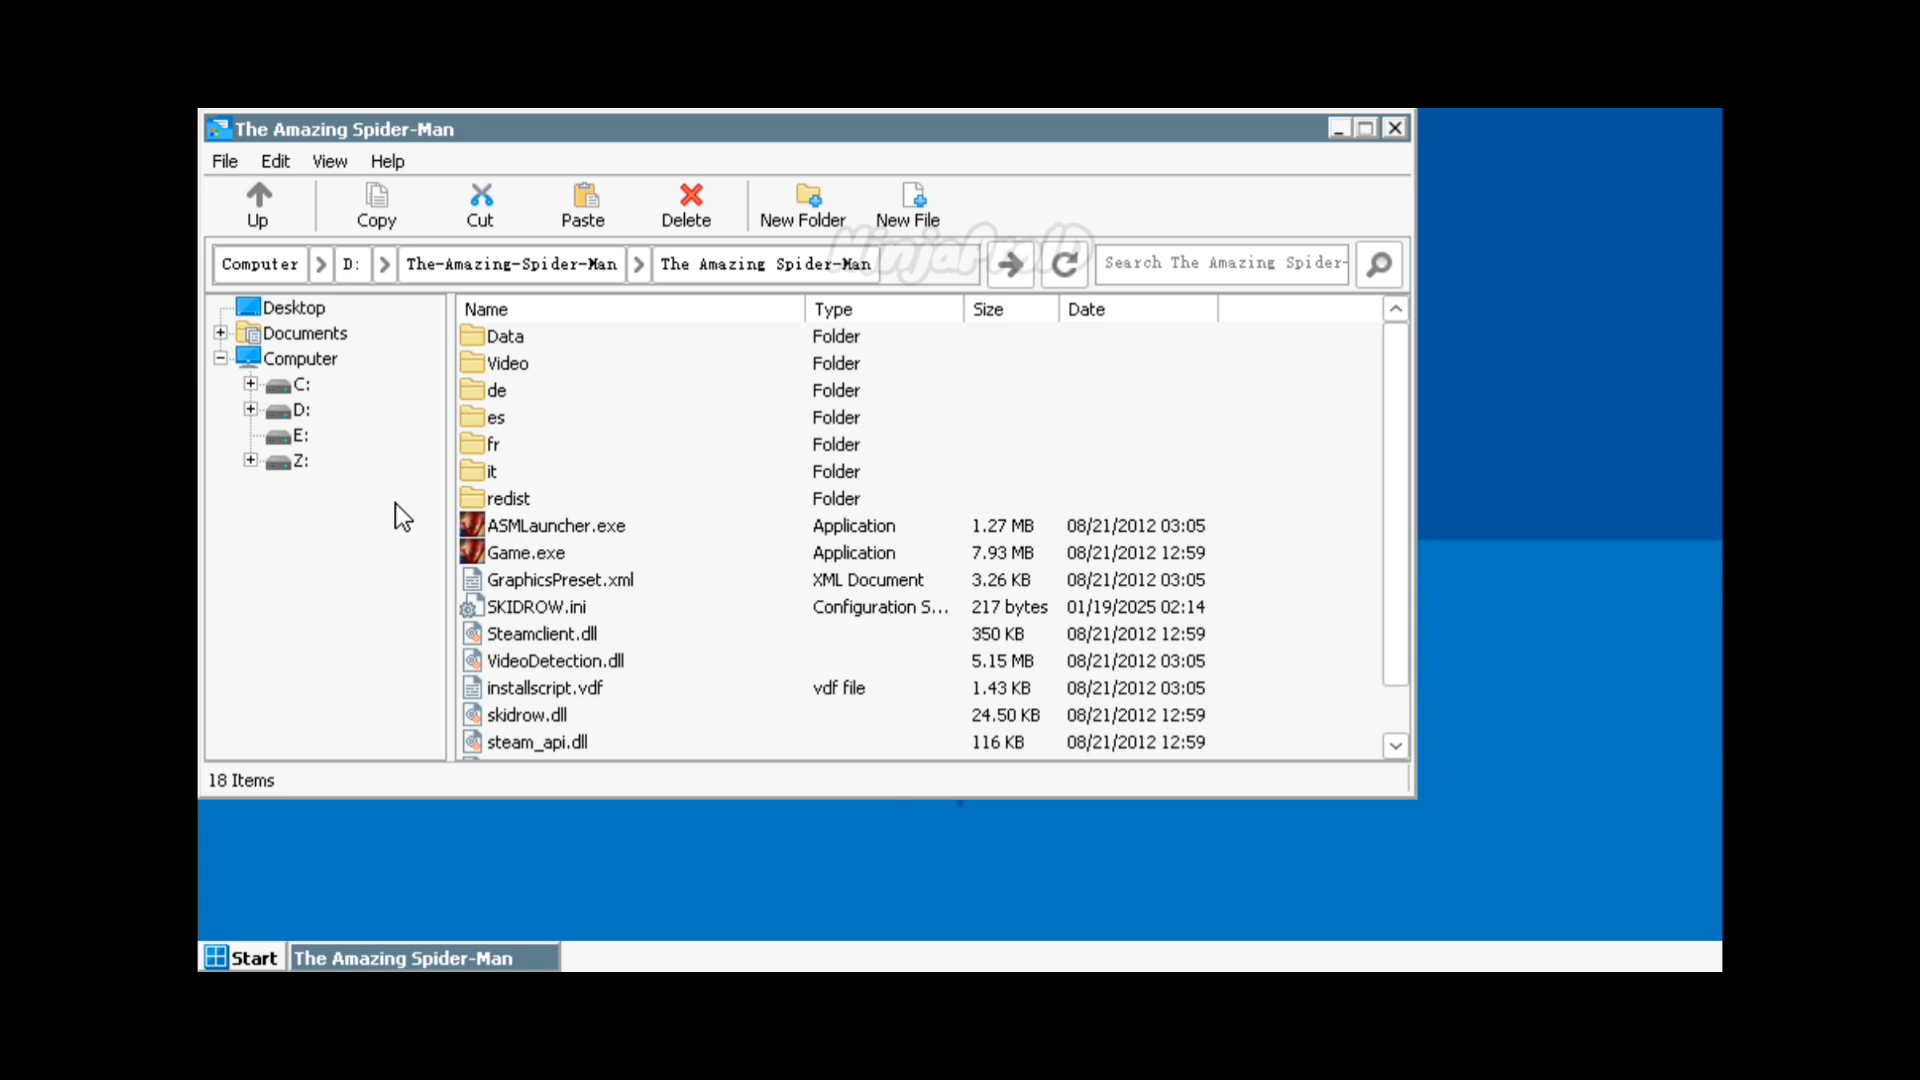 The Amazing Spider-Man
File Edit View Help
Up Copy Cut Paste Delete New Folder New File
NinjaProID
Computer D: The-Amazing-Spider-Man The Amazing Spider-Man Search The Amazing Spider-
Desktop
Documents
Computer
C:
D:
E:
Z:
Name Type Size Date
Data Folder
Video Folder
de Folder
es Folder
fr Folder
it Folder
redist Folder
ASMLauncher.exe Application 1.27 MB 08/21/2012 03:05
Game.exe Application 7.93 MB 08/21/2012 12:59
GraphicsPreset.xml XML Document 3.26 KB 08/21/2012 03:05
SKIDROW.ini Configuration S... 217 bytes 01/19/2025 02:14
Steamclient.dll 350 KB 08/21/2012 12:59
VideoDetection.dll 5.15 MB 08/21/2012 03:05
installscript.vdf vdf file 1.43 KB 08/21/2012 03:05
skidrow.dll 24.50 KB 08/21/2012 12:59
steam_api.dll 116 KB 08/21/2012 12:59
18 Items
Start The Amazing Spider-Man